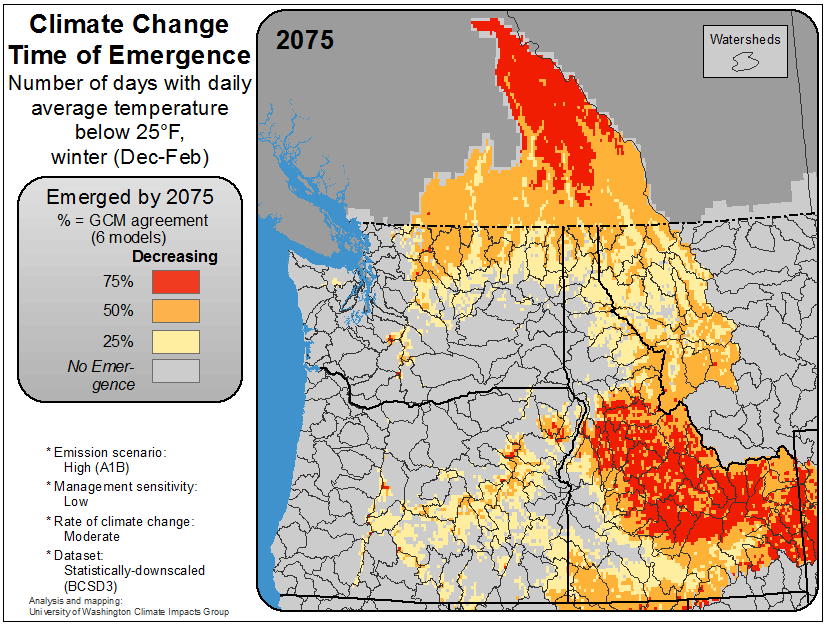 Climate Change
Time of Emergence
Number of days with daily
average temperature
below 25°F,
winter (Dec-Feb)
Emerged by 2075
% = GCM agreement
(6 models)
Decreasing
75%
50%
25%
No Emer-
gence
* Emission scenario:
High (A1B)
* Management sensitivity:
Low
* Rate of climate change:
Moderate
* Dataset:
Statistically-downscaled
(BCSD3)
Analysis and mapping:
University of Washington Climate Impacts Group
2075
Watersheds